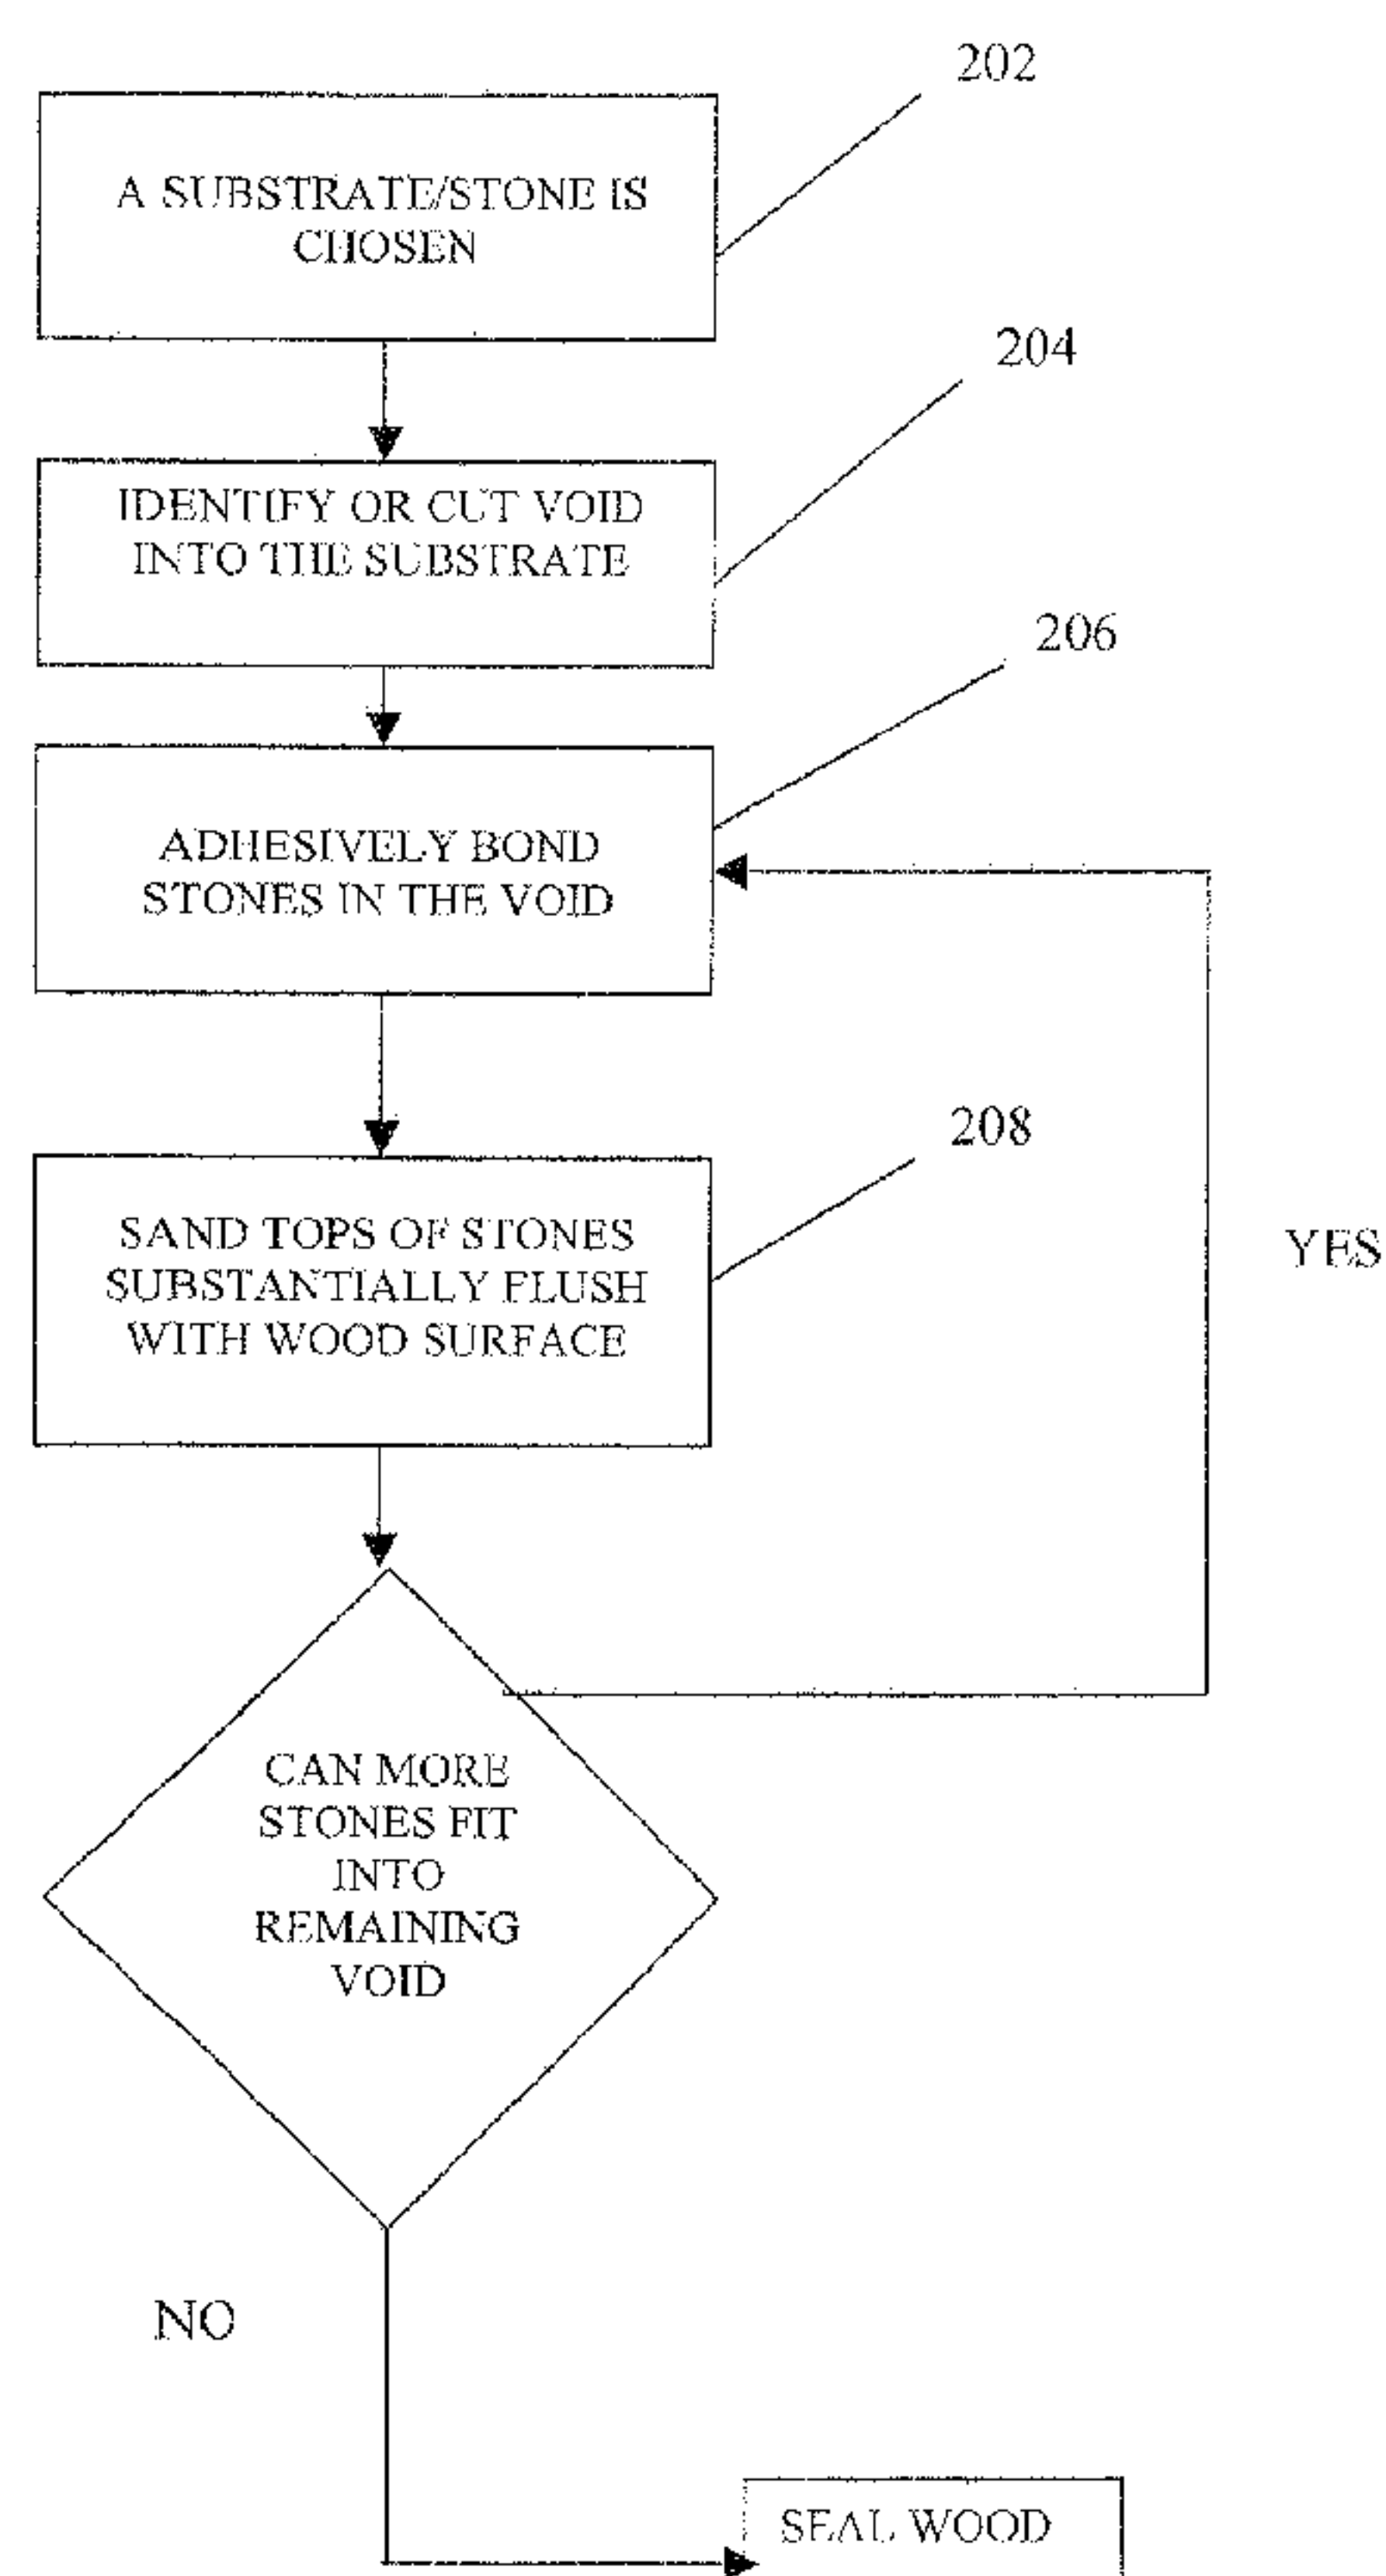 202
A SUBSTRATE/STONE IS
CHOSEN
204
IDENTIFY OR CUT VOID
INTO THE SUBSTRATE
206
ADHESIVELY BOND
STONES IN THE VOID
208
SAND TOPS OF STONES
SUBSTANTIALLY FLUSH
WITH WOOD SURFACE
YES
CAN MORE
STONES FIT
INTO
REMAINING
VOID
NO
SEAL WOOD